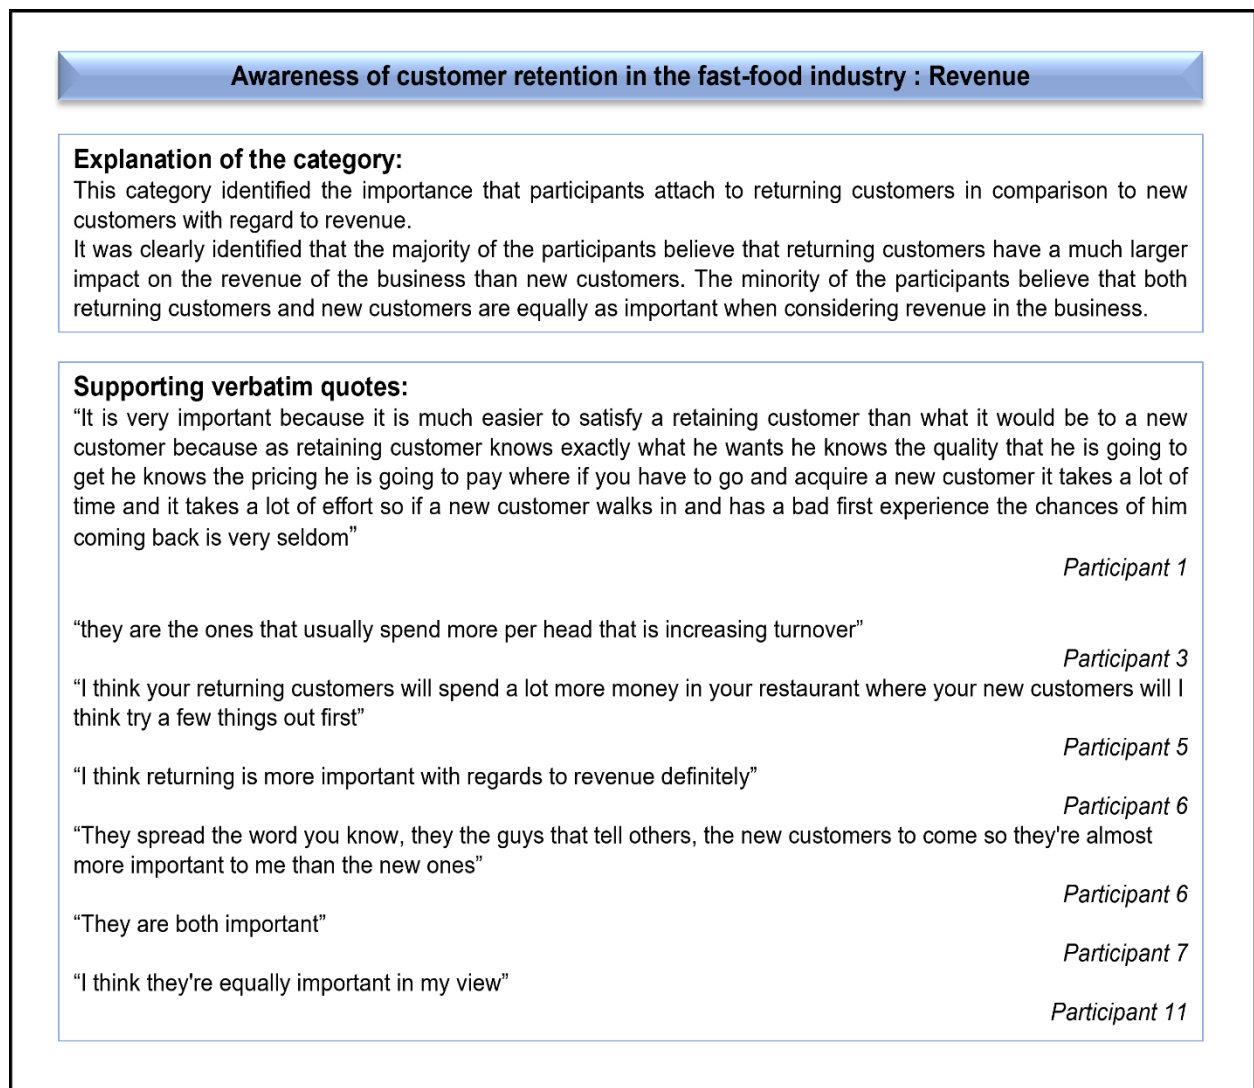 Awareness of customer retention in the fast-food industry : Revenue
Explanation of the category:
This category identified the importance that participants attach to returning customers in comparison to new
customers with regard to revenue.
It was clearly identified that the majority of the participants believe that returning customers have a much larger
impact on the revenue of the business than new customers. The minority of the participants believe that both
returning customers and new customers are equally as important when considering revenue in the business.
Supporting verbatim quotes:
“It is very important because it is much easier to satisfy a retaining customer than what it would be to a new
customer because as retaining customer knows exactly what he wants he knows the quality that he is going to
get he knows the pricing he is going to pay where if you have to go and acquire a new customer it takes a lot of
time and it takes a lot of effort so if a new customer walks in and has a bad first experience the chances of him
coming back is very seldom”
Participant 1
“they are the ones that usually spend more per head that is increasing turnover”
Participant 3
“I think your returning customers will spend a lot more money in your restaurant where your new customers will I
think try a few things out first”
Participant 5
“I think returning is more important with regards to revenue definitely”
Participant 6
“They spread the word you know, they the guys that tell others, the new customers to come so they're almost
more important to me than the new ones”
Participant 6
“They are both important”
Participant 7
“I think they're equally important in my view”
Participant 11